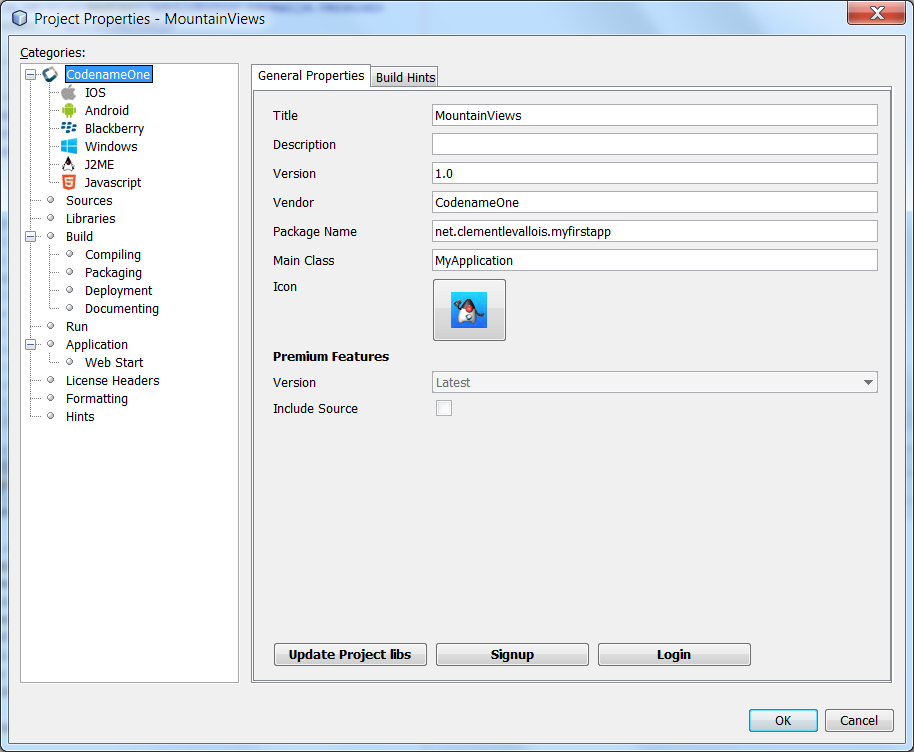 Project Properties - MountainViews
Categories:
CodenameOne
IOS
Android
Blackberry
Windows
J2ME
Javascript
Sources
Libraries
Build
Compiling
Packaging
Deployment
Documenting
Run
Application
Web Start
License Headers
Formatting
Hints
General Properties
Build Hints
Title MountainViews
Description
Version 1.0
Vendor CodenameOne
Package Name net.clementlevallois.myfirstapp
Main Class MyApplication
Icon
Premium Features
Version Latest
Include Source
Update Project libs
Signup
Login
OK
Cancel